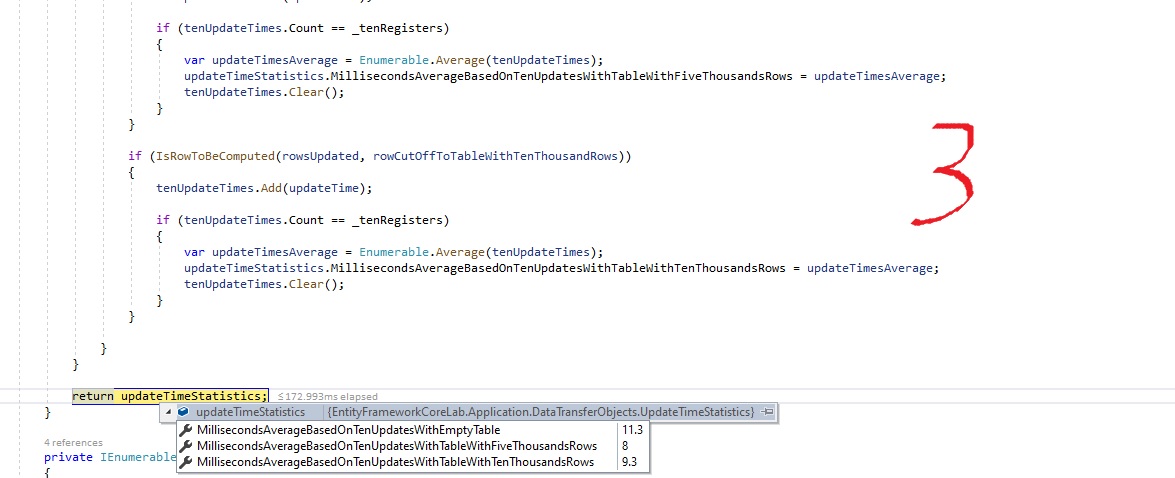 if (tenUpdateTimes.Count == _tenRegisters)
{
var updateTimesAverage = Enumerable.Average(tenUpdateTimes);
updateTimeStatistics.MillisecondsAverageBasedOnTenUpdatesWithTableWithFiveThousandsRows = updateTimesAverage;
tenUpdateTimes.Clear();
}
}
3
if (IsRowToBeComputed(rowsUpdated, rowCutOffToTableWithTenThousandRows))
{
tenUpdateTimes.Add(updateTime);
if (tenUpdateTimes.Count == _tenRegisters)
{
var updateTimesAverage = Enumerable.Average(tenUpdateTimes);
updateTimeStatistics.MillisecondsAverageBasedOnTenUpdatesWithTableWithTenThousandsRows = updateTimesAverage;
tenUpdateTimes.Clear();
}
}
}
}
return updateTimeStatistics; ≤172.993ms elapsed
}
updateTimeStatistics {EntityFrameworkCoreLab.Application.DataTransferObjects.UpdateTimeStatistics}
MillisecondsAverageBasedOnTenUpdatesWithEmptyTable 11.3
4 references
MillisecondsAverageBasedOnTenUpdatesWithTableWithFiveThousandsRows 8
private IEnumerable
MillisecondsAverageBasedOnTenUpdatesWithTableWithTenThousandsRows 9.3
{